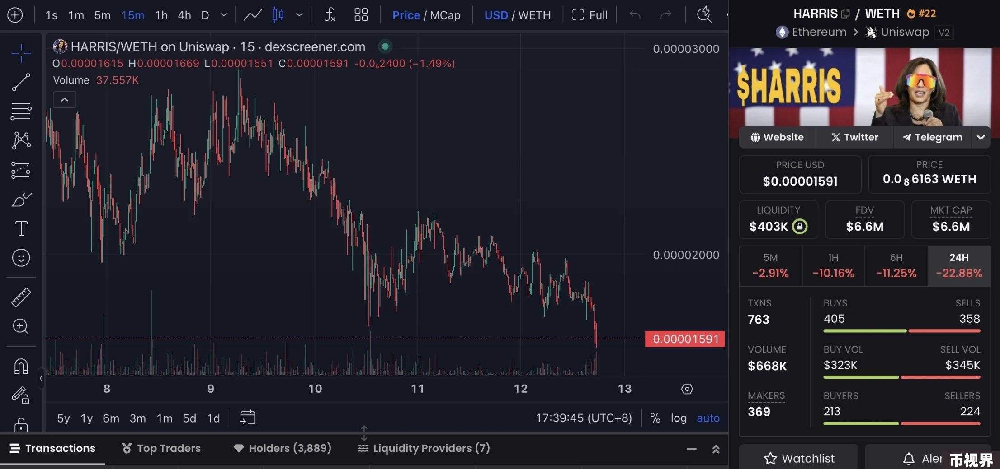 1s 1m 5m 15m 1h 4h D Price / MCap USD / WETH Full
HARRIS/WETH on Uniswap · 15 · dexscreener.com
O0.00001615 H0.00001669 L0.00001551 C0.00001591 -0.0₆2400 (−1.49%)
Volume 37.557K
0.00003000
0.00002000
0.00001591
8 9 10 11 12 13
5y 1y 6m 3m 1m 5d 1d 17:39:45 (UTC+8) % log auto
Transactions Top Traders Holders (3,889) Liquidity Providers (7)
HARRIS / WETH #22
Ethereum > Uniswap V2
$HARRIS
Website Twitter Telegram
PRICE USD PRICE
$0.00001591 0.0₈6163 WETH
LIQUIDITY FDV MKT CAP
$403K $6.6M $6.6M
5M 1H 6H 24H
-2.91% -10.16% -11.25% -22.88%
TXNS BUYS SELLS
763 405 358
VOLUME BUY VOL SELL VOL
$668K $323K $345K
MAKERS BUYERS SELLERS
369 213 224
Watchlist Aler
币视界